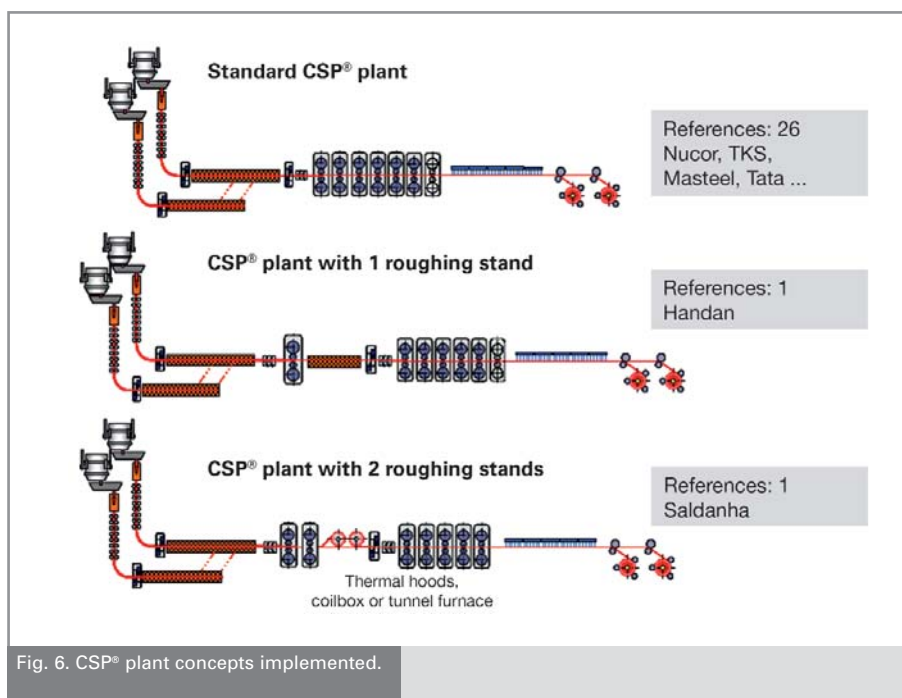 Standard CSP® plant
References: 26
Nucor, TKS,
Masteel, Tata ...
CSP® plant with 1 roughing stand
References: 1
Handan
CSP® plant with 2 roughing stands
References: 1
Saldanha
Thermal hoods,
coilbox or tunnel furnace
Fig. 6. CSP® plant concepts implemented.